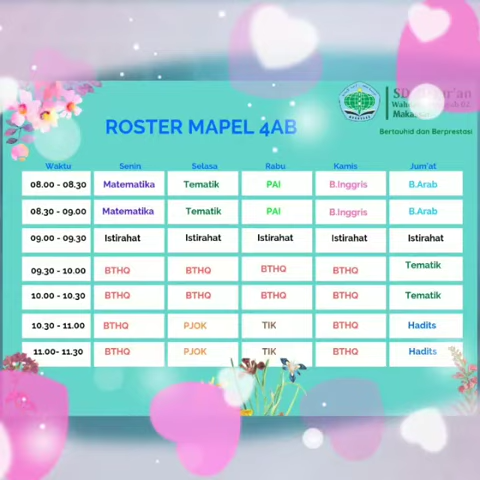 SD
Makassar
Bertauhid dan Berprestasi
ROSTER MAPEL 4AB
Waktu Senin Selasa Rabu Kamis Jum'at
08.00 - 08.30 Matematika Tematik PAI B.Inggris B.Arab
08.30 - 09.00 Matematika Tematik PAI B.Inggris B.Arab
09.00 - 09.30 Istirahat Istirahat Istirahat Istirahat Istirahat
09.30 - 10.00 BTHQ BTHQ BTHQ BTHQ Tematik
10.00 - 10.30 BTHQ BTHQ BTHQ BTHQ Tematik
10.30 - 11.00 BTHQ PJOK TIK BTHQ Hadits
11.00- 11.30 BTHQ PJOK TIK BTHQ Hadits